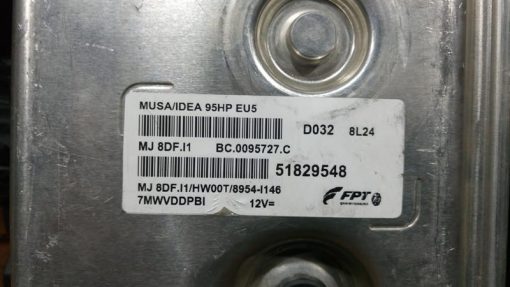 MUSA/IDEA 95HP EU5
D032 8L24
MJ 8DF.I1 BC.0095727.C
51829548
MJ 8DF.I1/HW00T/8954-I146
7MWVDDPBI 12V=
FPT